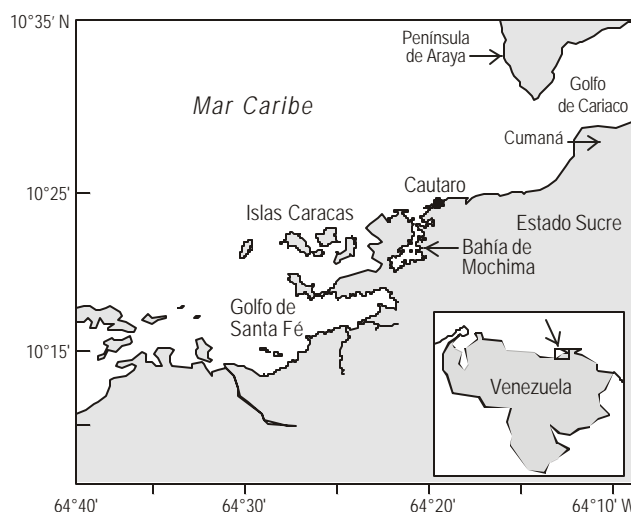 10°35' N
Península
de Araya
Golfo
de Cariaco
Mar Caribe
Cumaná
10°25'
Cautaro
Islas Caracas
Estado Sucre
Bahía de
Mochima
Golfo de
Santa Fé
10°15'
Venezuela
64°40'
64°30'
64°20'
64°10' W